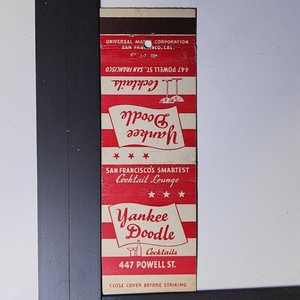 UNIVERSAL MATCH CORPORATION
SAN FRANCISCO, CAL.
447 POWELL ST. SAN FRANCISCO
Cocktails
Yankee
Doodle
SAN FRANCISCO'S SMARTEST
Cocktail Lounge
Yankee
Doodle
Cocktails
447 POWELL ST.
CLOSE COVER BEFORE STRIKING